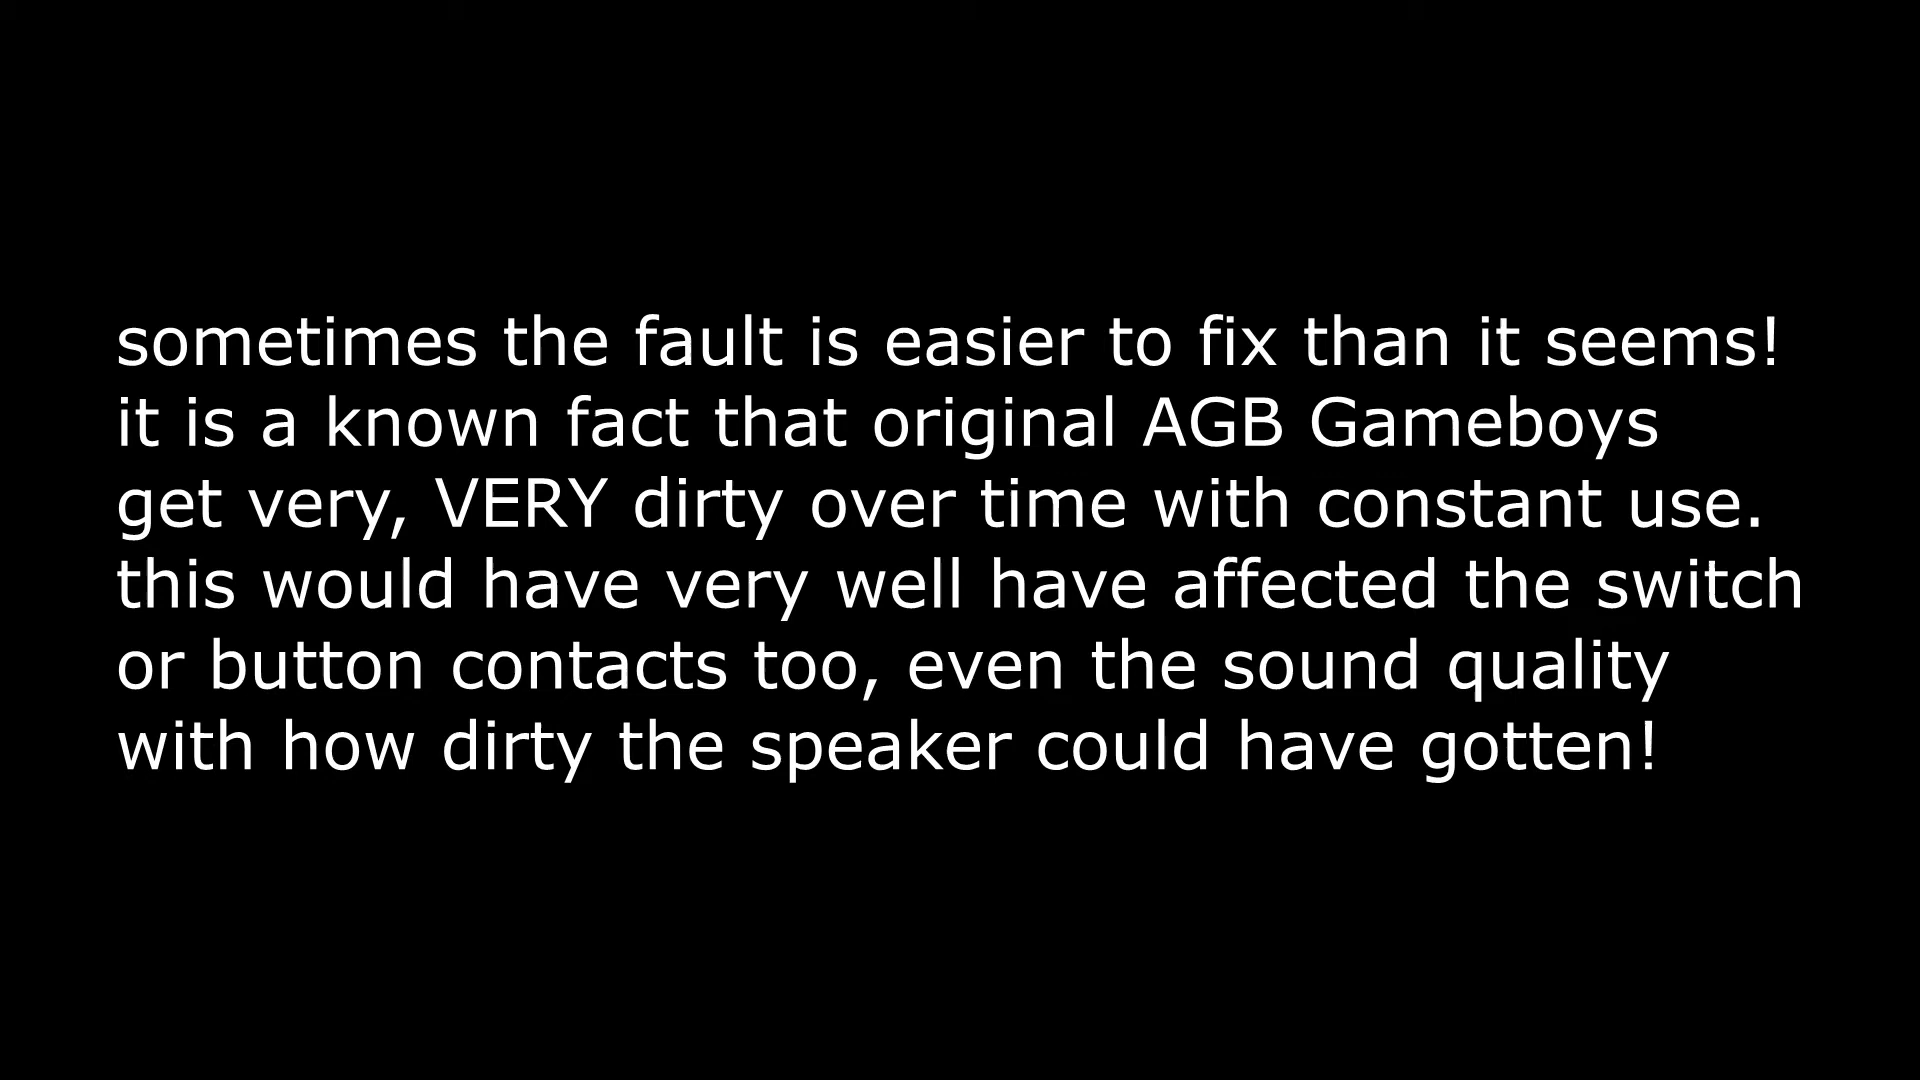 sometimes the fault is easier to fix than it seems!
it is a known fact that original AGB Gameboys
get very, VERY dirty over time with constant use.
this would have very well have affected the switch
or button contacts too, even the sound quality
with how dirty the speaker could have gotten!